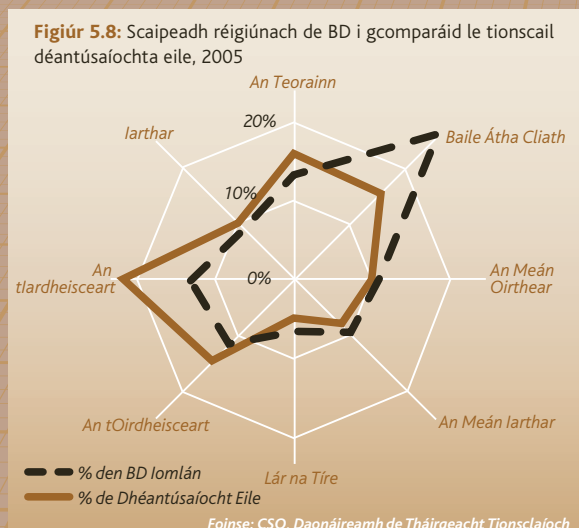 Figiúr 5.8: Scaipeadh réigiúnach de BD i gcomparáid le tionscail
déantúsaíochta eile, 2005
An Teorainn
20%
Iarthar
Baile Átha Cliath
10%
An
tIardheisceart
0%
An Meán
Oirthear
An tOirdheisceart
An Meán Iarthar
Lár na Tíre
% den BD Iomlán
% de Dhéantúsaíocht Eile
Foinse: CSO, Daonáireamh de Tháirgeacht Tionsclaíoch